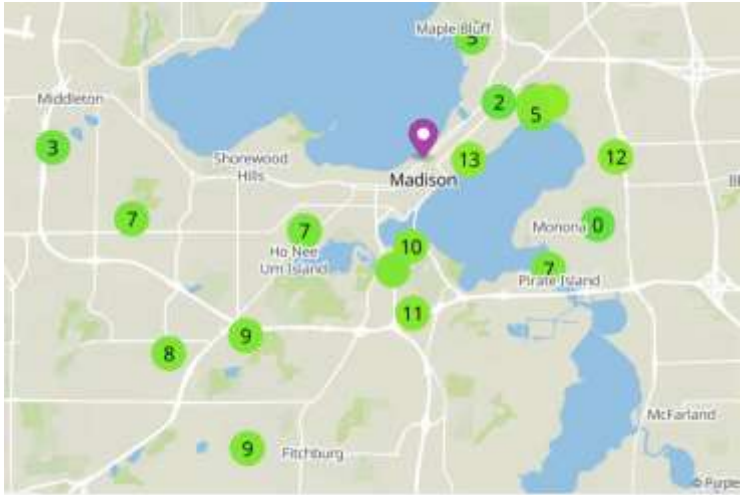 Maple Bluff
5
Middleton
2
5
3
Shorewood
Hills
13
12
Madison
7
7
10
Monona
0
Ho Nee
Um Island
7
Pirate Island
11
9
8
McFarland
9
Fitchburg